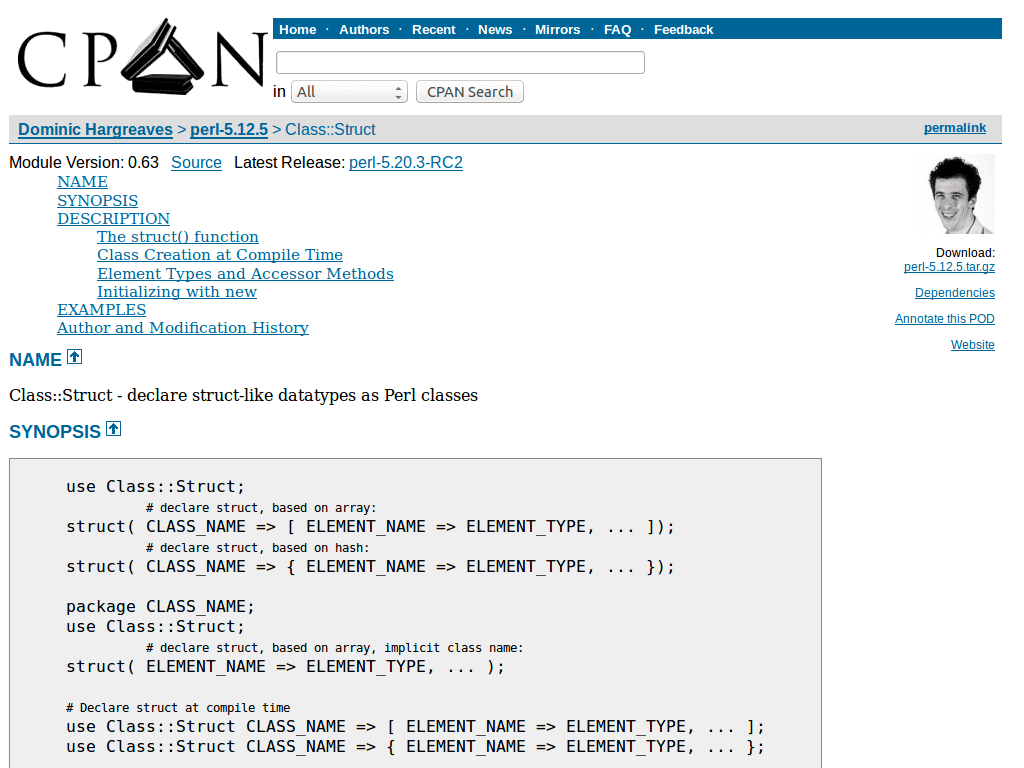 CPAN
Home · Authors · Recent · News · Mirrors · FAQ · Feedback
in All CPAN Search
Dominic Hargreaves > perl-5.12.5 > Class::Struct
permalink
Module Version: 0.63 Source Latest Release: perl-5.20.3-RC2
NAME
SYNOPSIS
DESCRIPTION
The struct() function
Class Creation at Compile Time
Element Types and Accessor Methods
Initializing with new
EXAMPLES
Author and Modification History
Download:
perl-5.12.5.tar.gz
Dependencies
Annotate this POD
Website
NAME
Class::Struct - declare struct-like datatypes as Perl classes
SYNOPSIS
use Class::Struct;
# declare struct, based on array:
struct( CLASS_NAME => [ ELEMENT_NAME => ELEMENT_TYPE, ... ]);
# declare struct, based on hash:
struct( CLASS_NAME => { ELEMENT_NAME => ELEMENT_TYPE, ... });
package CLASS_NAME;
use Class::Struct;
# declare struct, based on array, implicit class name:
struct( ELEMENT_NAME => ELEMENT_TYPE, ... );
# Declare struct at compile time
use Class::Struct CLASS_NAME => [ ELEMENT_NAME => ELEMENT_TYPE, ... ];
use Class::Struct CLASS_NAME => { ELEMENT_NAME => ELEMENT_TYPE, ... };